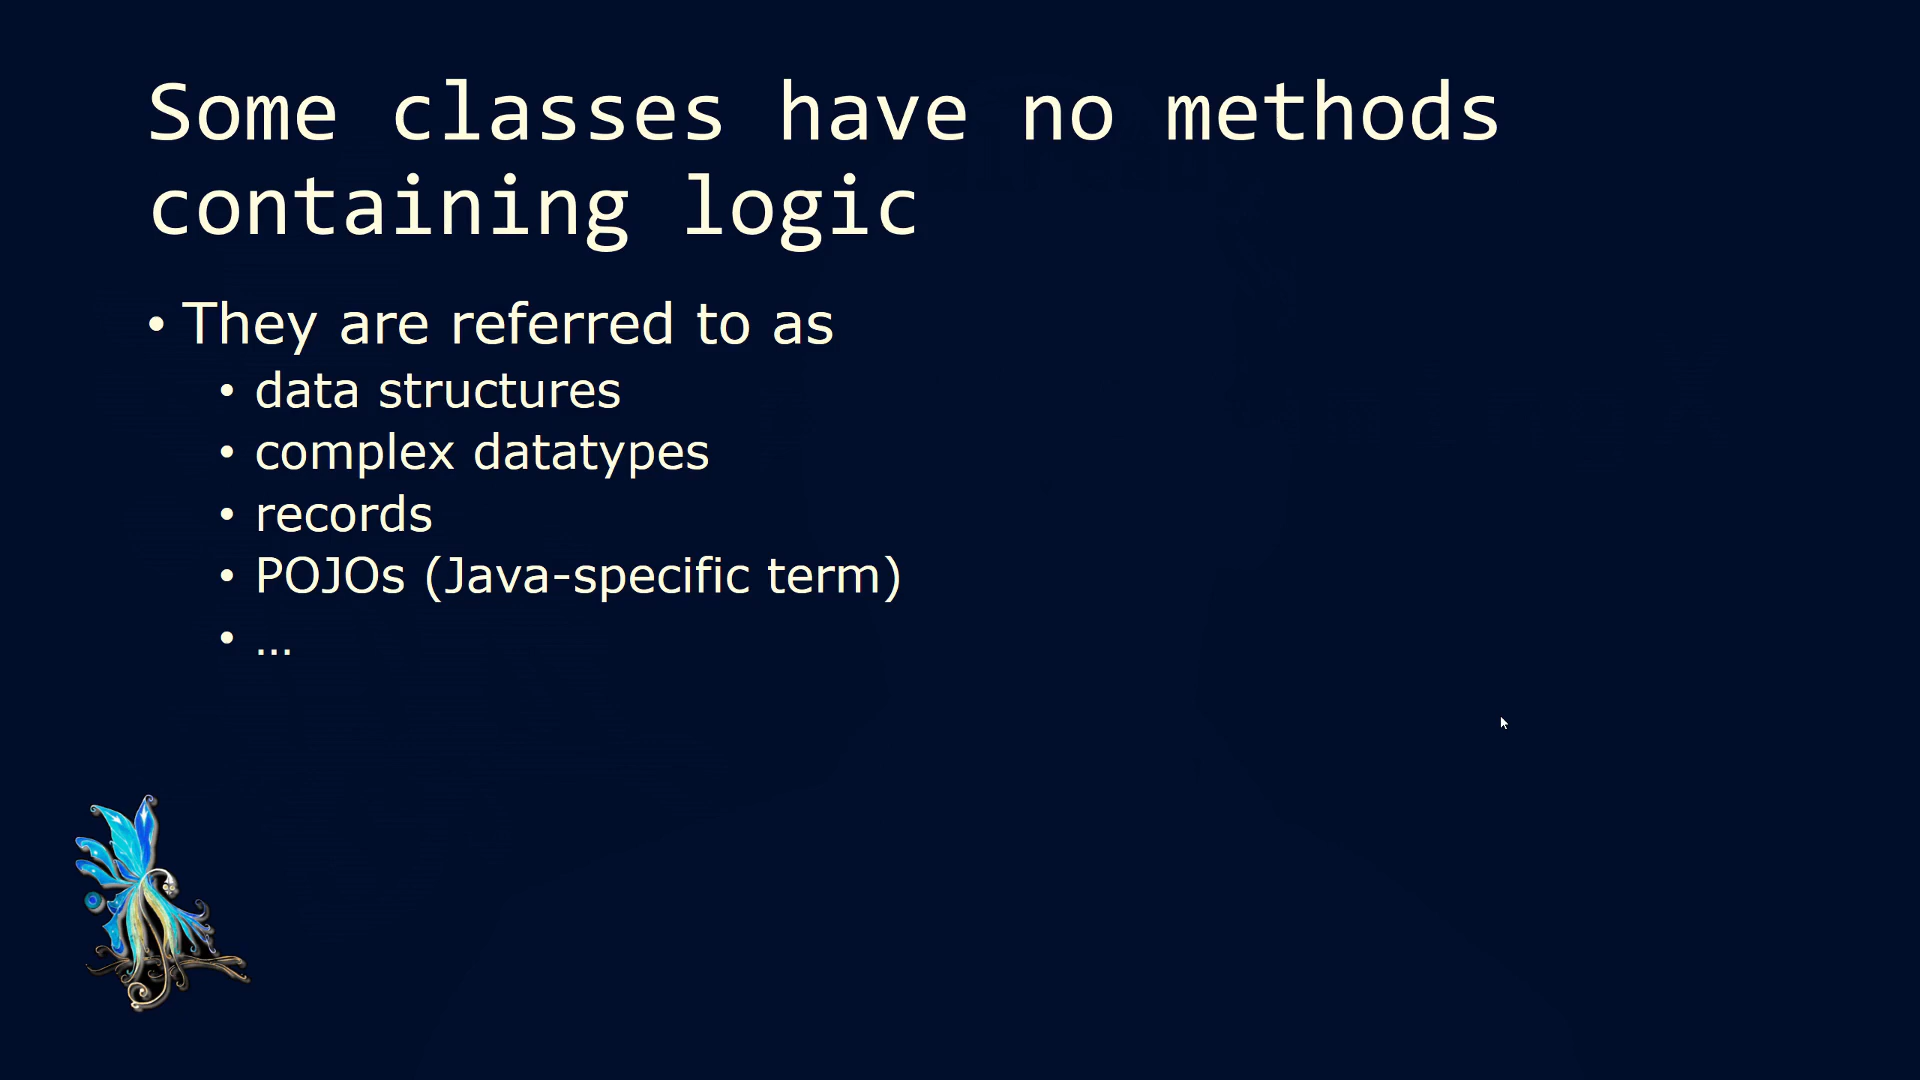 Some classes have no methods
containing logic
• They are referred to as
• data structures
• complex datatypes
• records
• POJOs (Java-specific term)
• …